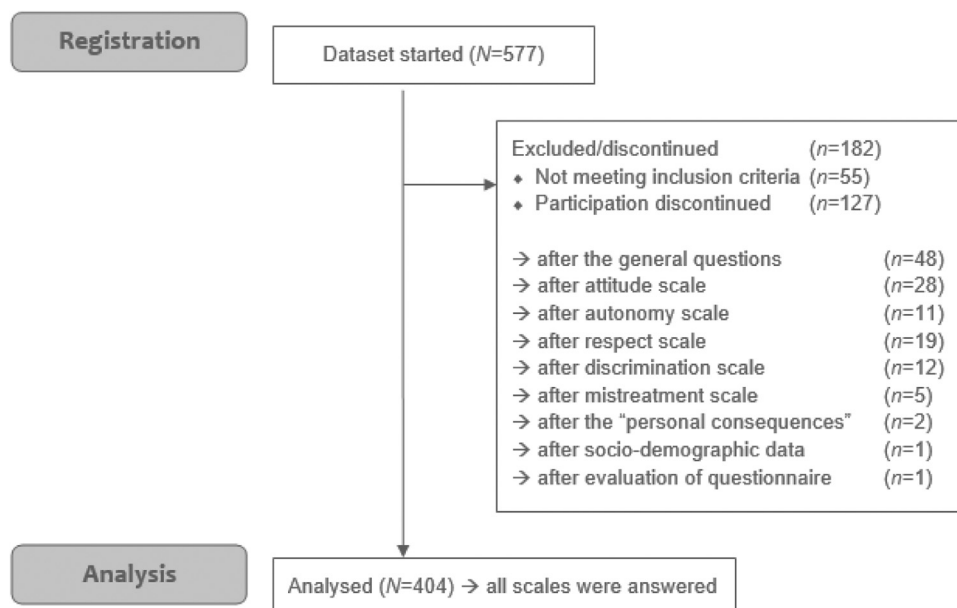 Registration
Dataset started (N=577)
Excluded/discontinued (n=182)
⬥ Not meeting inclusion criteria (n=55)
⬥ Participation discontinued (n=127)
→ after the general questions (n=48)
→ after attitude scale (n=28)
→ after autonomy scale (n=11)
→ after respect scale (n=19)
→ after discrimination scale (n=12)
→ after mistreatment scale (n=5)
→ after the “personal consequences” (n=2)
→ after socio-demographic data (n=1)
→ after evaluation of questionnaire (n=1)
Analysis
Analysed (N=404) → all scales were answered